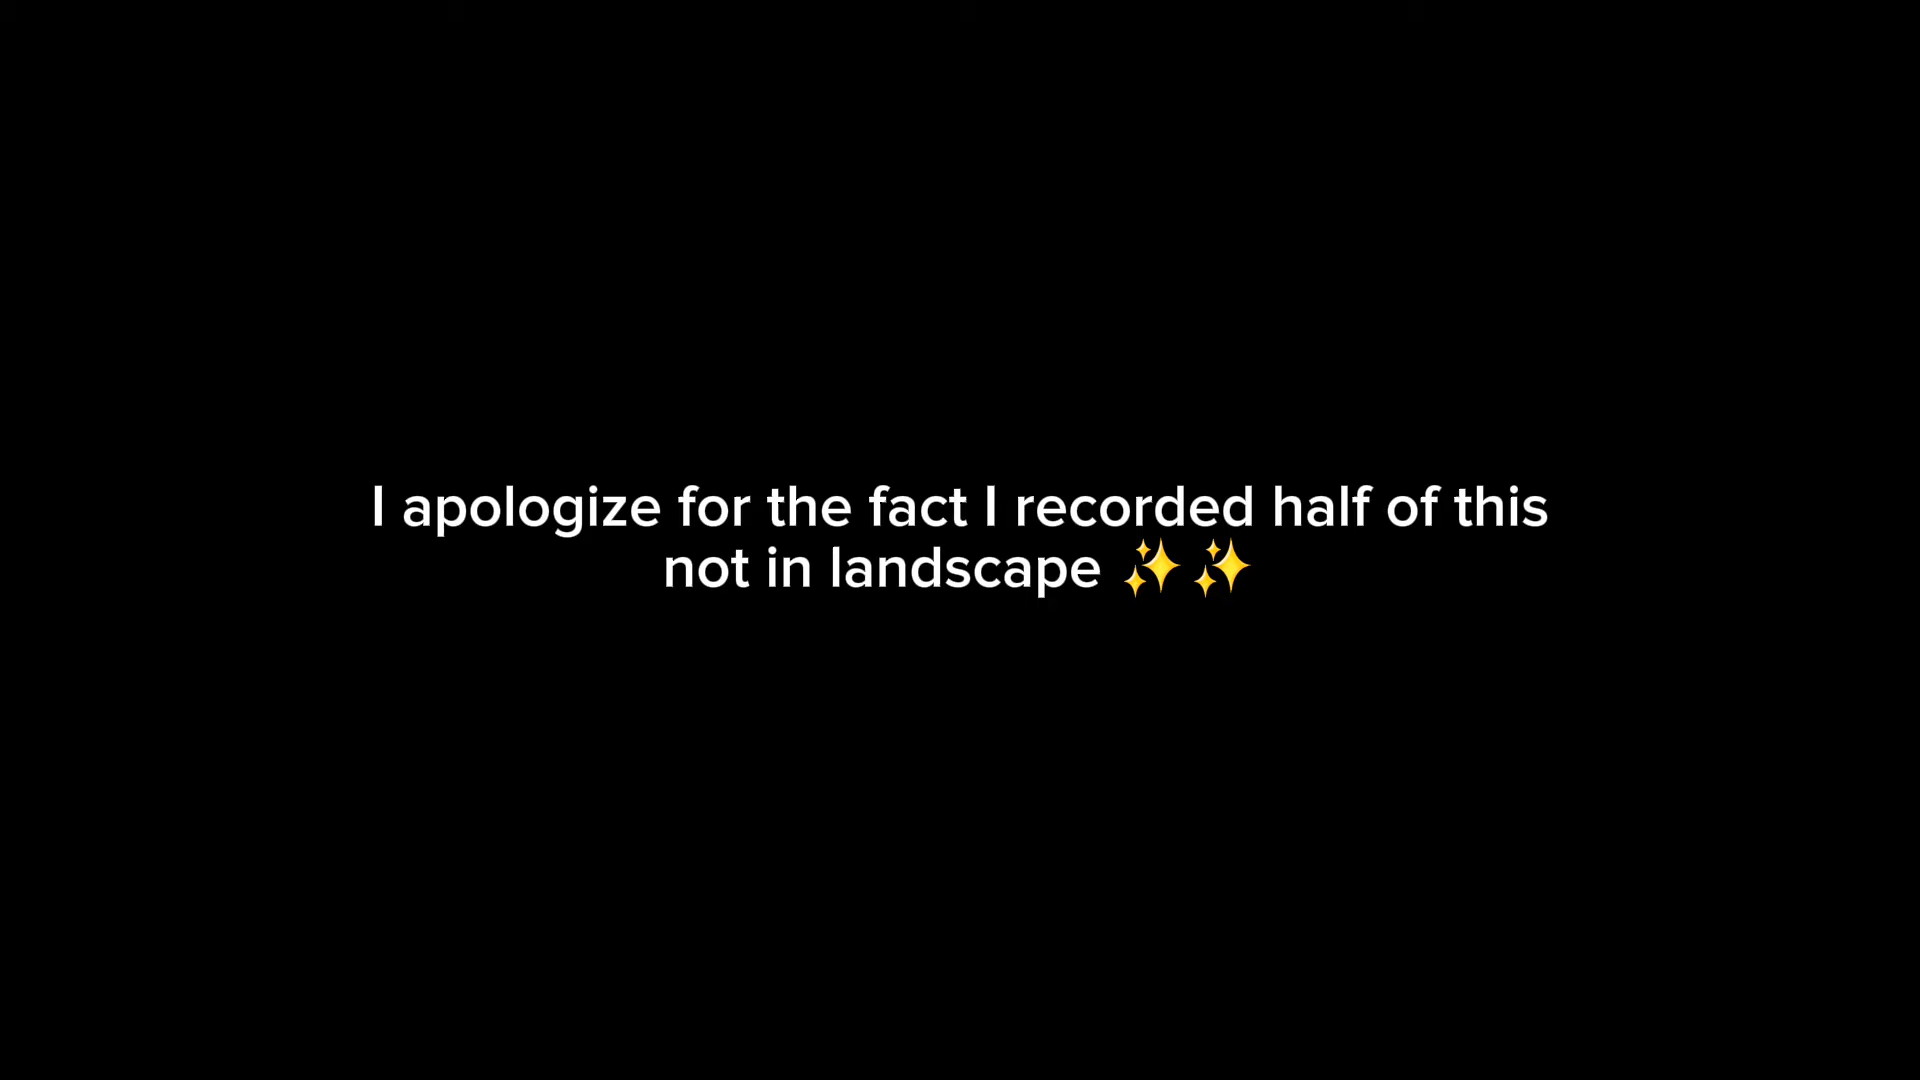 I apologize for the fact I recorded half of this
not in landscape ✨✨